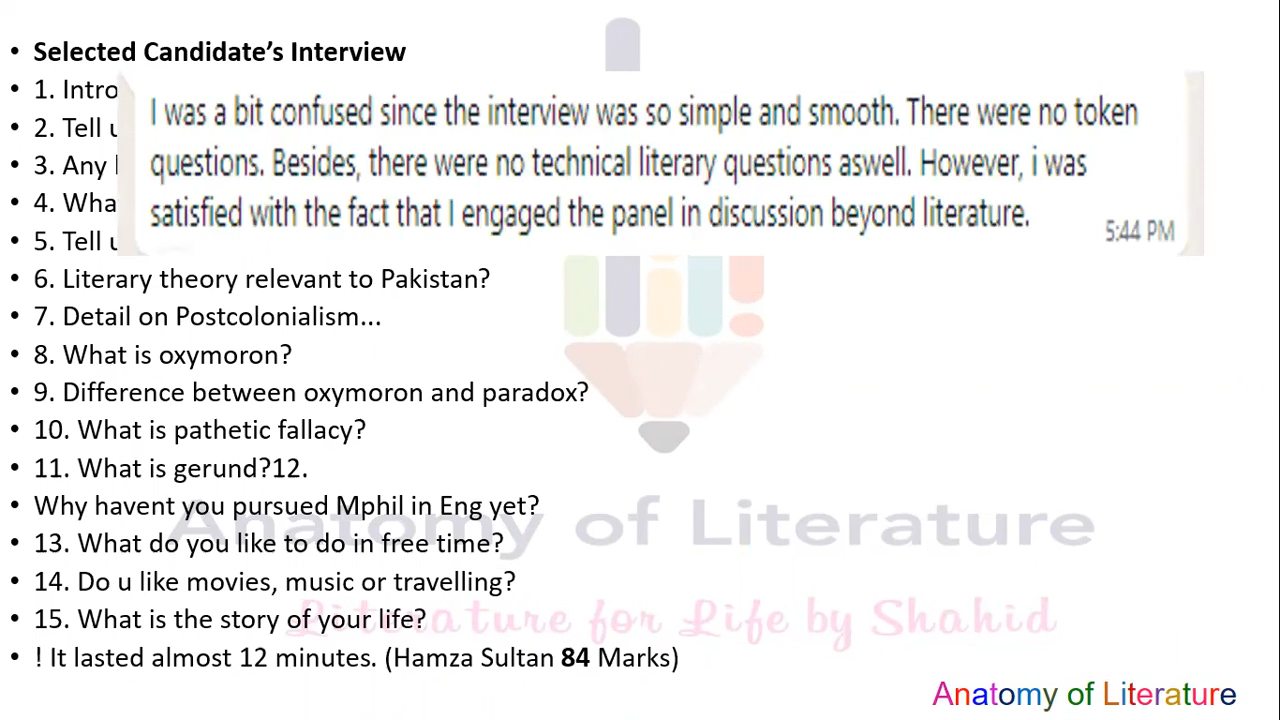 Selected Candidate's Interview
1. Intro
2. Tell u
3. Any
4. Wha
5. Tell u
I was a bit confused since the interview was so simple and smooth. There were no token
questions. Besides, there were no technical literary questions aswell. However, i was
satisfied with the fact that I engaged the panel in discussion beyond literature.
5:44 PM
6. Literary theory relevant to Pakistan?
7. Detail on Postcolonialism...
8. What is oxymoron?
9. Difference between oxymoron and paradox?
10. What is pathetic fallacy?
11. What is gerund?12.
Why havent you pursued Mphil in Eng yet?
Anatomy of Literature
13. What do you like to do in free time?
14. Do u like movies, music or travelling?
15. What is the story of your life?
Literature for Life by Shahid
! It lasted almost 12 minutes. (Hamza Sultan 84 Marks)
Anatomy of Literature